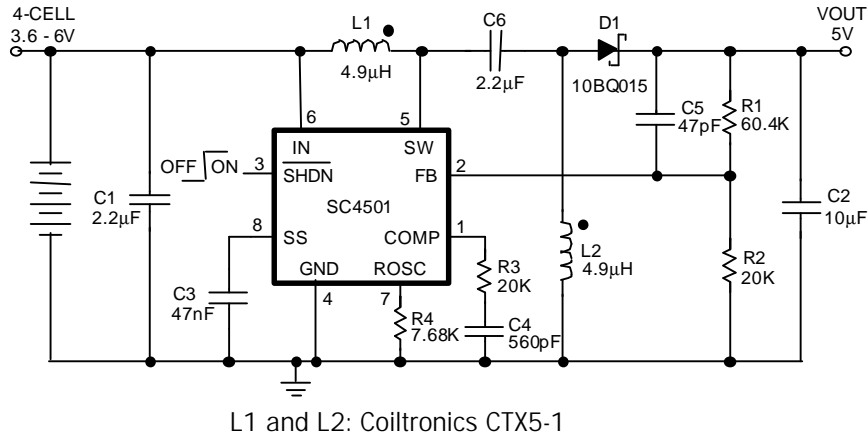 4-CELL
3.6 - 6V
L1
4.9µH
C6
2.2µF
D1
10BQ015
VOUT
5V
6
5
IN
SW
OFF ON
3
SHDN
FB
2
SC4501
C5
47pF
R1
60.4K
C1
2.2µF
8
SS
COMP
1
C2
10µF
GND
ROSC
4
7
R3
20K
L2
4.9µH
R2
20K
C3
47nF
R4
7.68K
C4
560pF
L1 and L2: Coiltronics CTX5-1